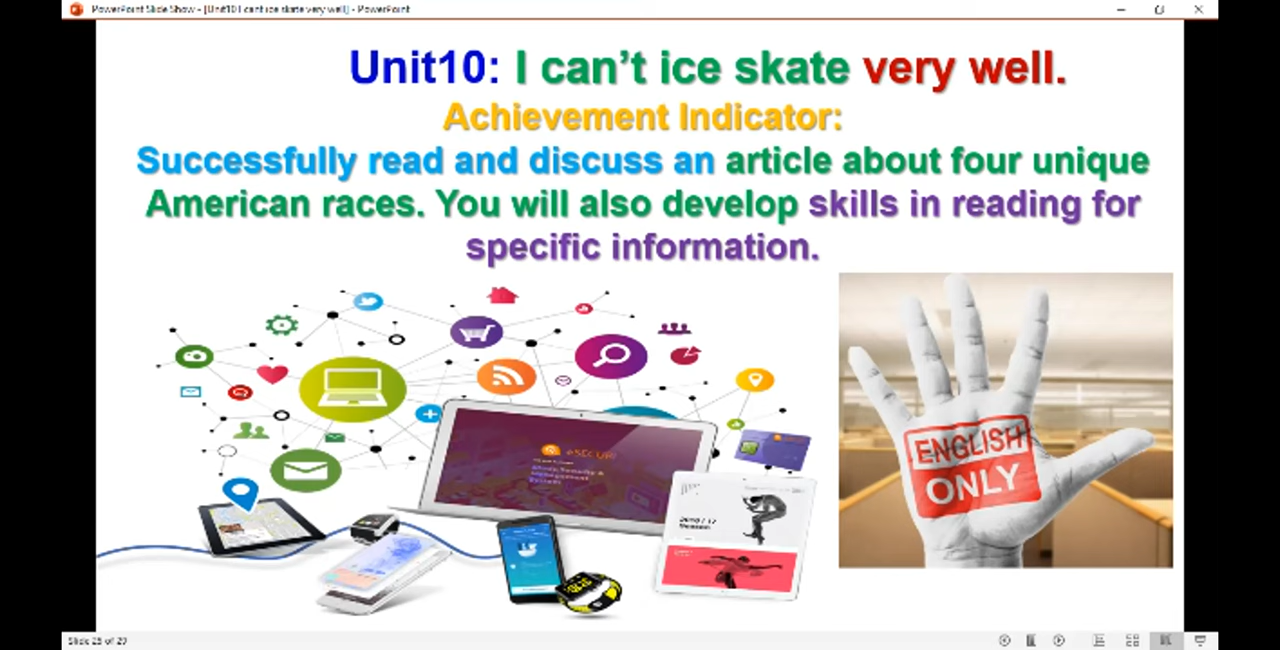 PowerPoint Slide Show - [Unit10 I cant ice skate very well] - PowerPoint
Unit10: I can’t ice skate very well.
Achievement Indicator:
Successfully read and discuss an article about four unique
American races. You will also develop skills in reading for
specific information.
ENGLISH
ONLY
Season